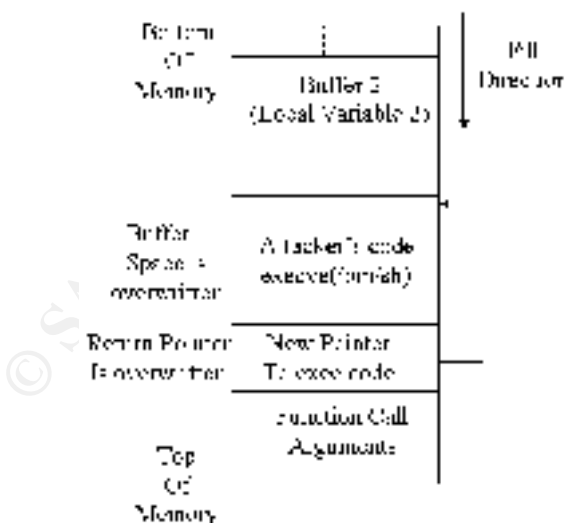 Bottom
Of
Memory
Fill
Direction
Buffer 2
(Local Variable 2)
Buffer
Space is
overwritten
Attacker's code
execve(/bin/sh)
Return Pointer
Is overwritten
New Pointer
To exec code
Function Call
Arguments
Top
Of
Memory
©